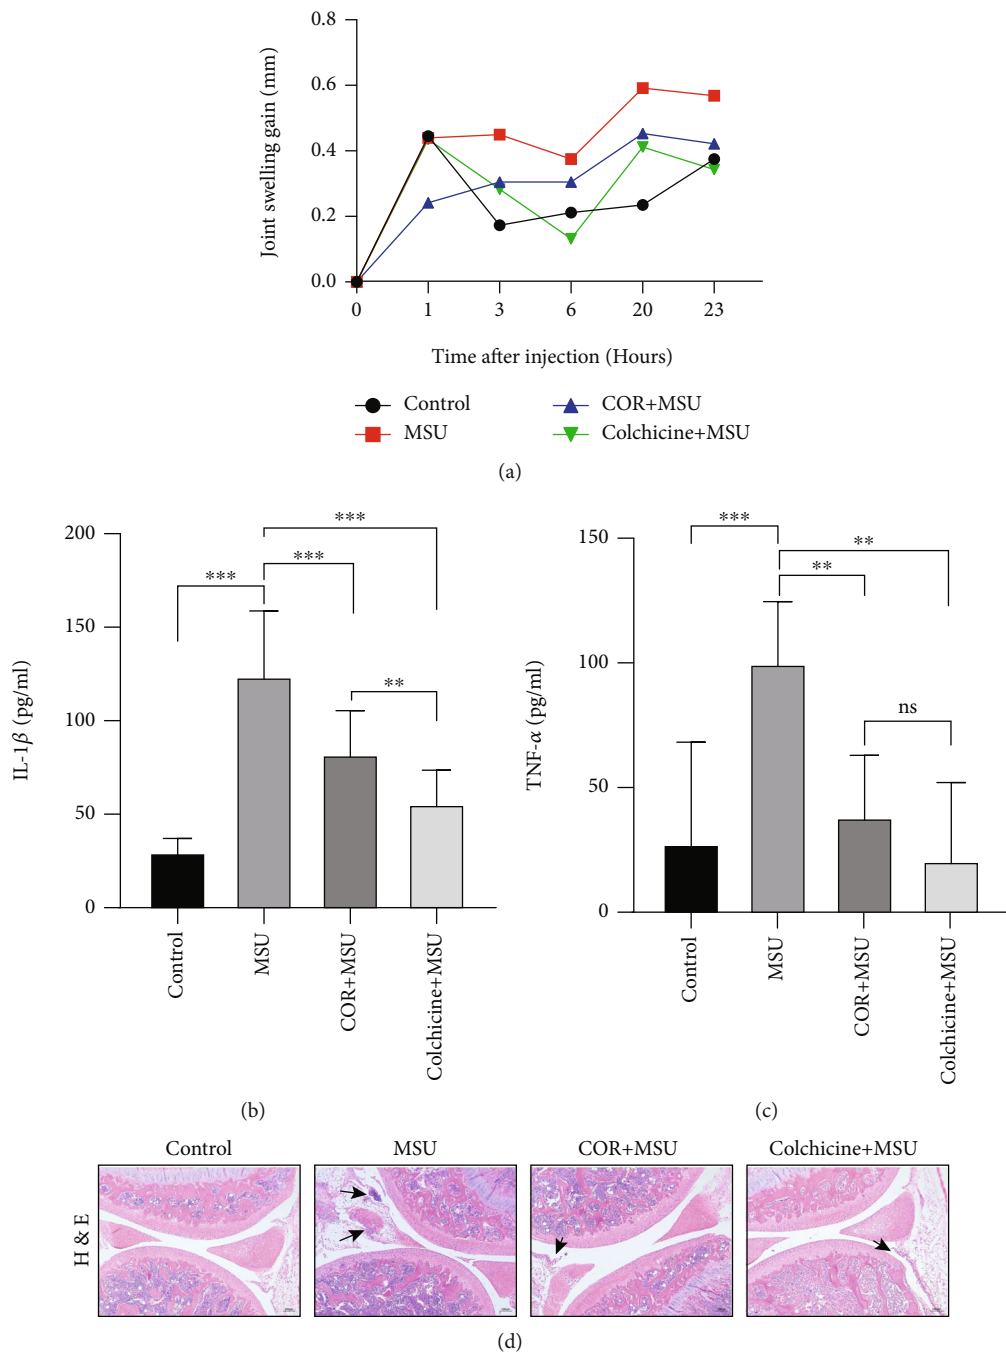 0.8
0.6
0.4
0.2
0.0
Joint swelling gain (mm)
0 1 3 6 20 23
Time after injection (Hours)
Control COR+MSU
MSU Colchicine+MSU
(a)
200
150
100
50
0
IL-1β (pg/ml)
***
***
***
**
Control
MSU
COR+MSU
Colchicine+MSU
(b)
150
100
50
0
TNF-α (pg/ml)
***
**
**
ns
Control
MSU
COR+MSU
Colchicine+MSU
(c)
Control MSU COR+MSU Colchicine+MSU
H & E
(d)